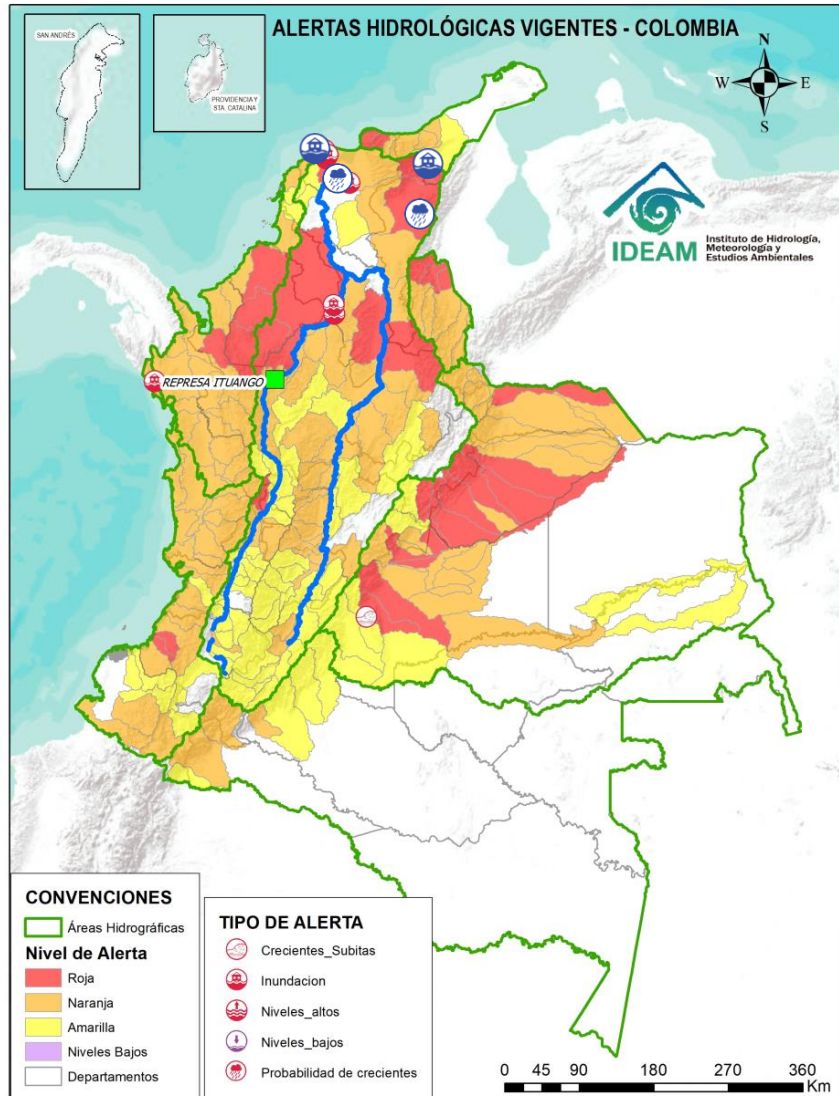 ALERTAS HIDROLÓGICAS VIGENTES - COLOMBIA
SAN ANDRÉS
PROVIDENCIA Y
STA. CATALINA
N
W
E
S
IDEAM
Instituto de Hidrología,
Meteorología y
Estudios Ambientales
REPRESA ITUANGO
CONVENCIONES
Áreas Hidrográficas
Nivel de Alerta
Roja
Naranja
Amarilla
Niveles Bajos
Departamentos
TIPO DE ALERTA
Crecientes_Subitas
Inundacion
Niveles_altos
Niveles_bajos
Probabilidad de crecientes
0 45 90 180 270 360
Km